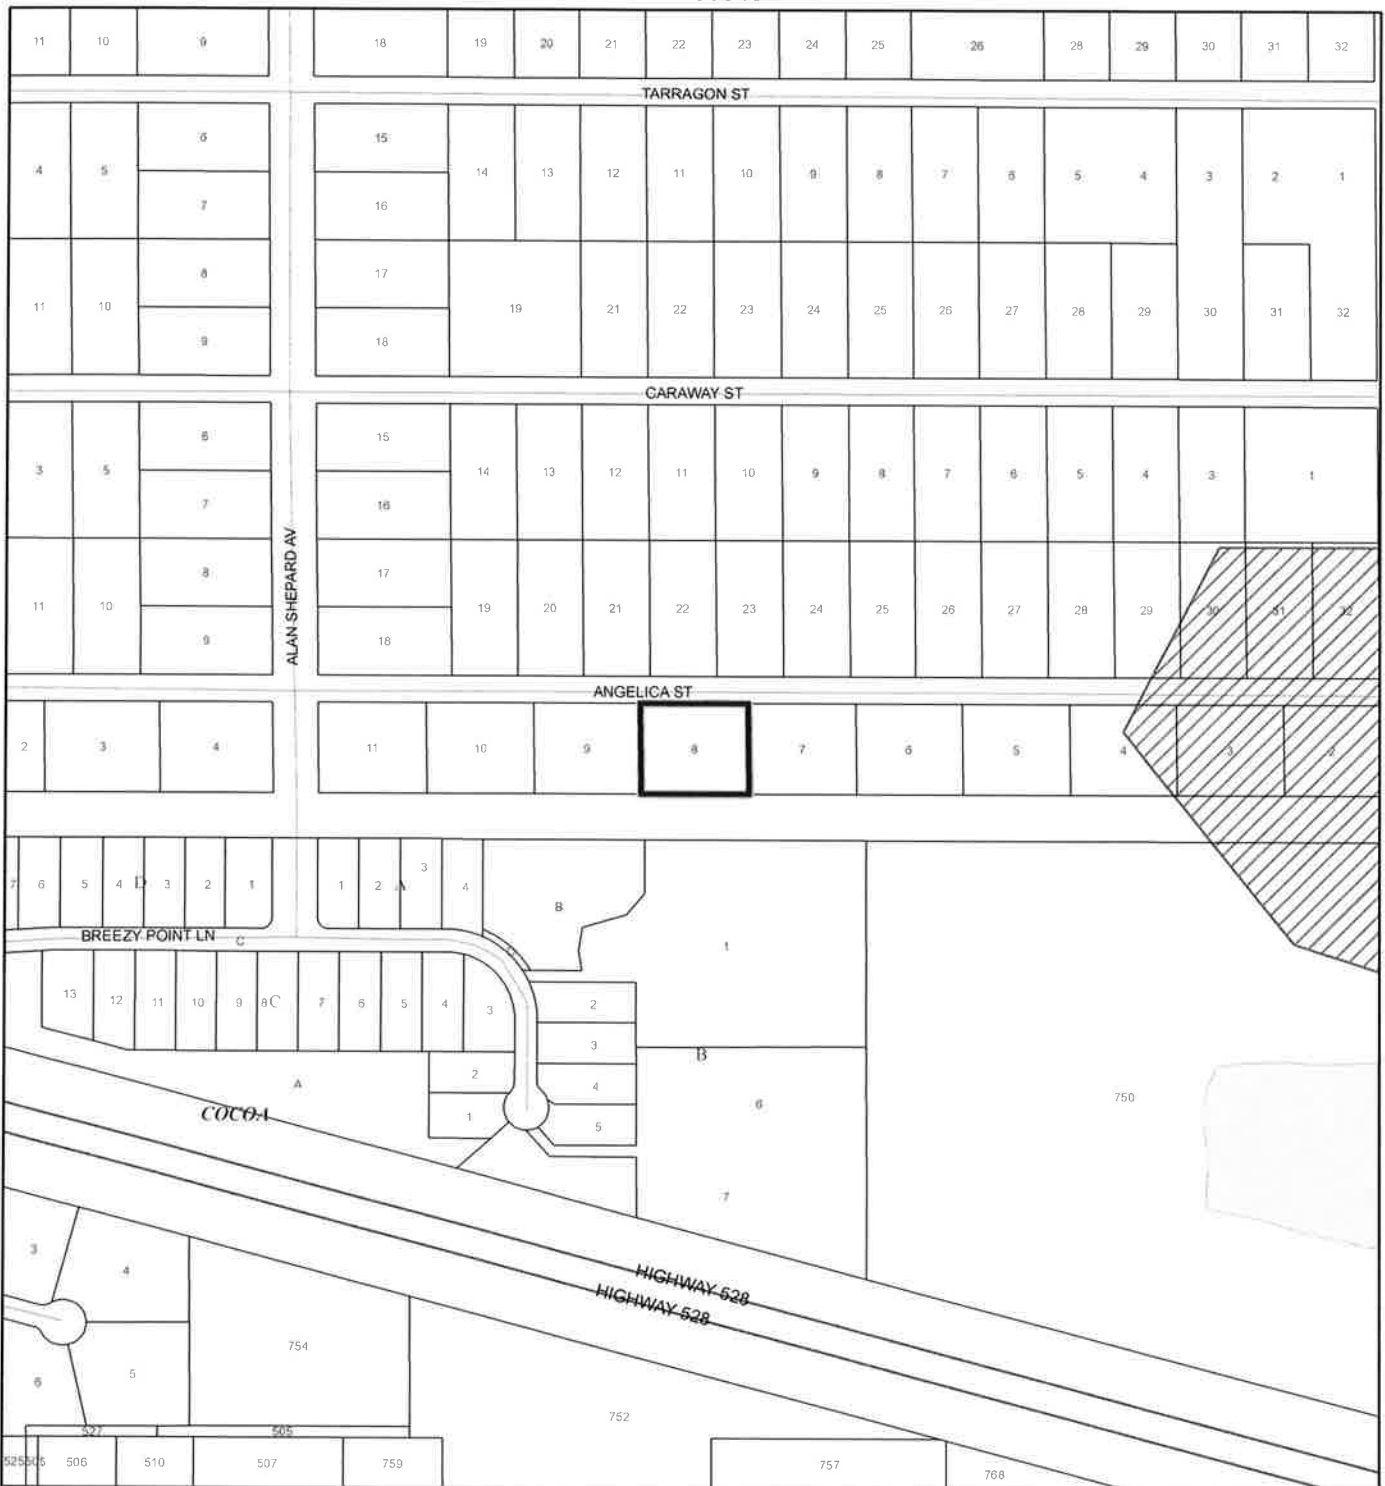 11 10 9 18 19 20 21 22 23 24 25 26 28 29 30 31 32
TARRAGON ST
6 15
4 5 14 13 12 11 10 9 8 7 6 5 4 3 2 1
7 16
8 17
11 10 19 21 22 23 24 25 26 27 28 29 30 31 32
9 18
CARAWAY ST
6 15
3 5 14 13 12 11 10 9 8 7 6 5 4 3 1
7 16
ALAN SHEPARD AV
8 17
11 10 19 20 21 22 23 24 25 26 27 28 29 30 31 32
9 18
ANGELICA ST
2 3 4 11 10 9 8 7 6 5 4 3 2
7 6 5 4 D 3 2 1 1 2 A 3 4
B
BREEZY POINT LN C
1
13 12 11 10 9 8 C 7 6 5 4 3 2
3
B
2 4
A
1 5
6
750
COCOA
7
3 4
HIGHWAY 528
HIGHWAY 528
754
6 5
752
527 505
525 505 506 510 507 759 757 768